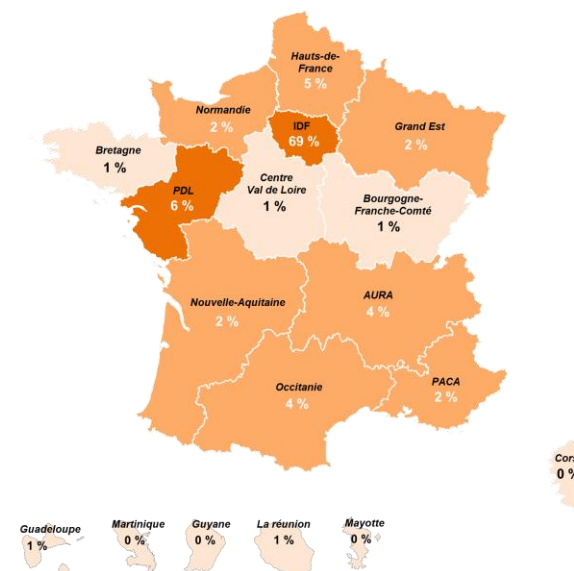 Hauts-de-
France
5 %
Normandie
2 %
IDF
69 %
Grand Est
2 %
Bretagne
1 %
PDL
6 %
Centre
Val de Loire
1 %
Bourgogne-
Franche-Comté
1 %
Nouvelle-Aquitaine
2 %
AURA
4 %
Occitanie
4 %
PACA
2 %
Cors
0 %
Guadeloupe
1 %
Martinique
0 %
Guyane
0 %
La réunion
1 %
Mayotte
0 %